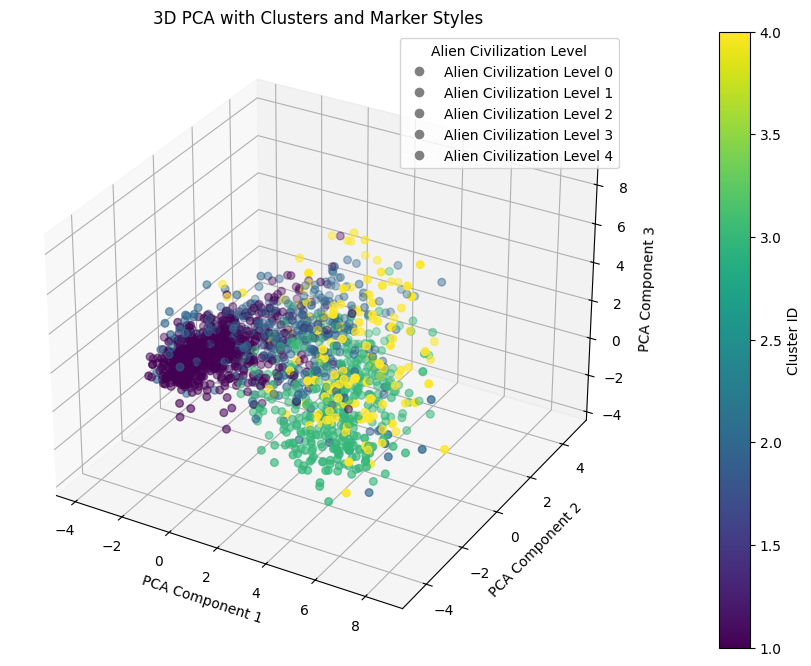 3D PCA with Clusters and Marker Styles
Alien Civilization Level
Alien Civilization Level 0
Alien Civilization Level 1
Alien Civilization Level 2
Alien Civilization Level 3
Alien Civilization Level 4
8
6
4
2
0
−2
−4
PCA Component 3
−4
−2
0
2
4
6
8
PCA Component 1
−4
−2
0
2
4
PCA Component 2
4.0
3.5
3.0
2.5
2.0
1.5
1.0
Cluster ID